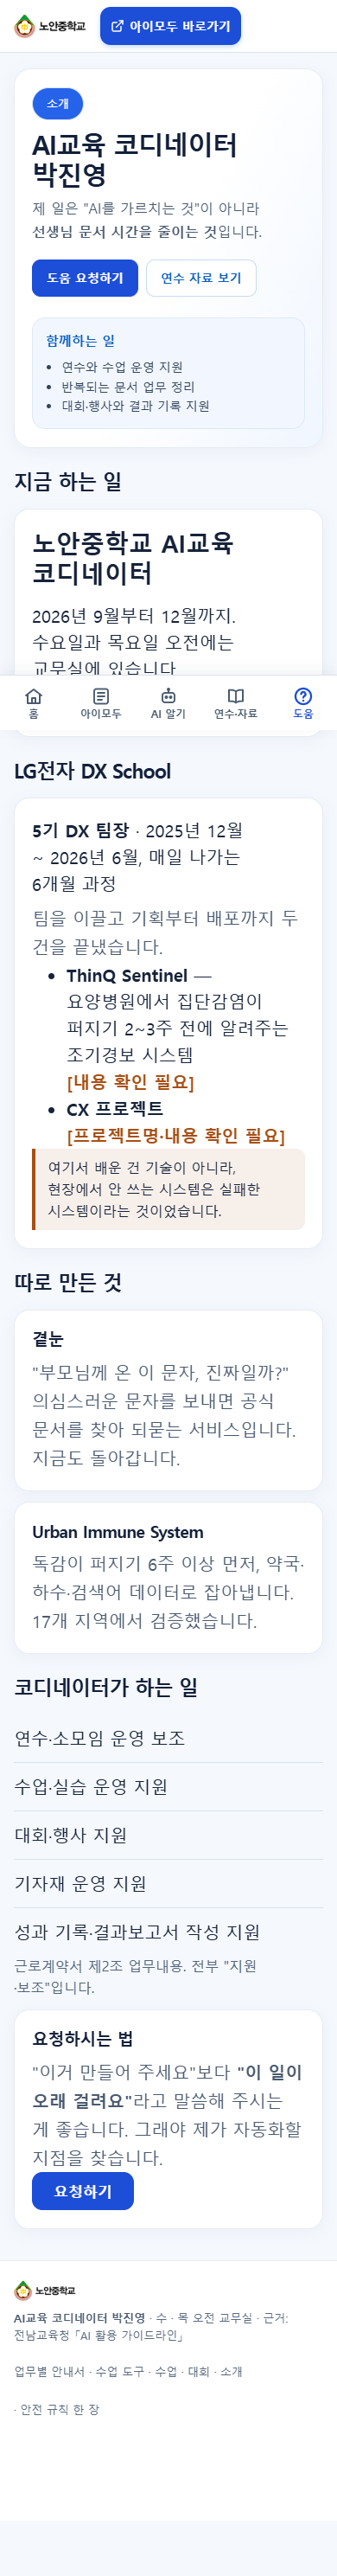 노안중학교
아이모두 바로가기
소개
AI교육 코디네이터
박진영
제 일은 "AI를 가르치는 것"이 아니라
선생님 문서 시간을 줄이는 것입니다.
도움 요청하기
연수 자료 보기
함께하는 일
• 연수와 수업 운영 지원
• 반복되는 문서 업무 정리
• 대회·행사와 결과 기록 지원
지금 하는 일
노안중학교 AI교육
코디네이터
2026년 9월부터 12월까지.
수요일과 목요일 오전에는
교무실에 있습니다
홈
아이모두
AI 알기
연수·자료
도움
LG전자 DX School
5기 DX 팀장 · 2025년 12월
~ 2026년 6월, 매일 나가는
6개월 과정
팀을 이끌고 기획부터 배포까지 두
건을 끝냈습니다.
• ThinQ Sentinel —
요양병원에서 집단감염이
퍼지기 2~3주 전에 알려주는
조기경보 시스템
[내용 확인 필요]
• CX 프로젝트
[프로젝트명·내용 확인 필요]
여기서 배운 건 기술이 아니라,
현장에서 안 쓰는 시스템은 실패한
시스템이라는 것이었습니다.
따로 만든 것
곁눈
"부모님께 온 이 문자, 진짜일까?"
의심스러운 문자를 보내면 공식
문서를 찾아 되묻는 서비스입니다.
지금도 돌아갑니다.
Urban Immune System
독감이 퍼지기 6주 이상 먼저, 약국·
하수·검색어 데이터로 잡아냅니다.
17개 지역에서 검증했습니다.
코디네이터가 하는 일
연수·소모임 운영 보조
수업·실습 운영 지원
대회·행사 지원
기자재 운영 지원
성과 기록·결과보고서 작성 지원
근로계약서 제2조 업무내용. 전부 "지원
·보조"입니다.
요청하시는 법
"이거 만들어 주세요"보다 "이 일이
오래 걸려요"라고 말씀해 주시는
게 좋습니다. 그래야 제가 자동화할
지점을 찾습니다.
요청하기
노안중학교
AI교육 코디네이터 박진영 · 수 · 목 오전 교무실 · 근거:
전남교육청 「AI 활용 가이드라인」
업무별 안내서 · 수업 도구 · 수업 · 대회 · 소개
· 안전 규칙 한 장